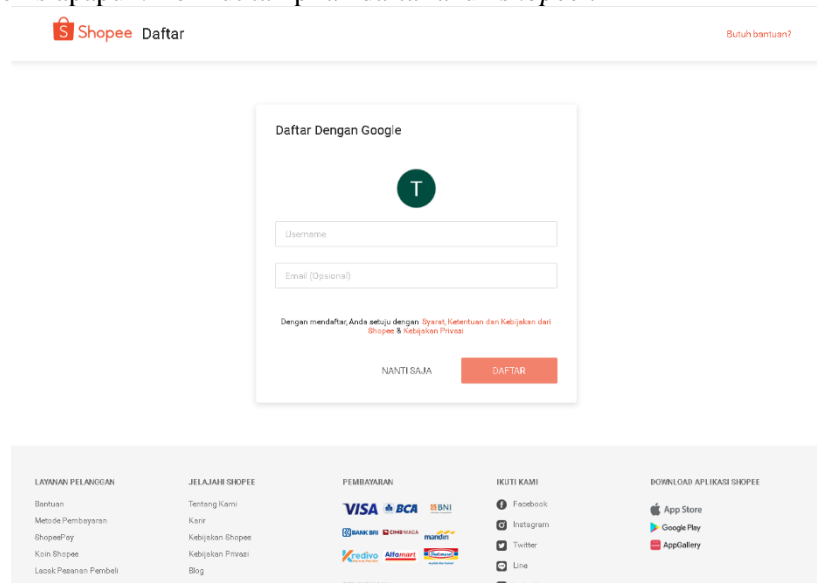 Shopee Daftar
Butuh bantuan?
Daftar Dengan Google
T
Username
Email (Opsional)
Dengan mendaftar, Anda setuju dengan Syarat, Ketentuan dan Kebijakan dari
Shopee & Kebijakan Privasi
NANTI SAJA
DAFTAR
LAYANAN PELANGGAN
Bantuan
Metode Pembayaran
ShopeePay
Koin Shopee
Lacak Pesanan Pembeli
JELAJAHI SHOPEE
Tentang Kami
Karir
Kebijakan Shopee
Kebijakan Privasi
Blog
PEMBAYARAN
VISA BCA BNI
BANK BRI CIMB NIAGA mandiri
Kredivo Alfamart Indomaret
IKUTI KAMI
Facebook
Instagram
Twitter
Line
DOWNLOAD APLIKASI SHOPEE
App Store
Google Play
AppGallery